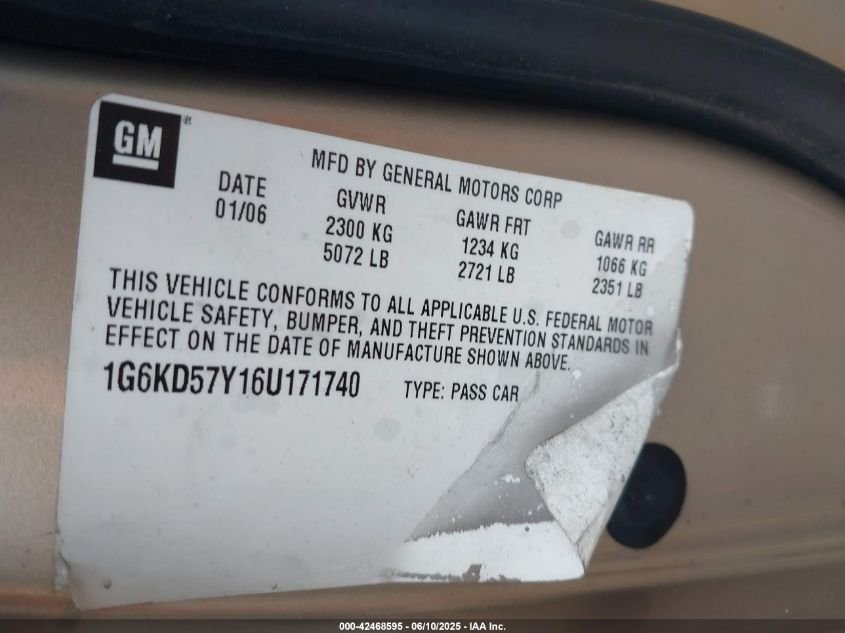 GM
MFD BY GENERAL MOTORS CORP
DATE GVWR GAWR FRT GAWR RR
01/06 2300 KG 1234 KG 1066 KG
5072 LB 2721 LB 2351 LB
THIS VEHICLE CONFORMS TO ALL APPLICABLE U.S. FEDERAL MOTOR
VEHICLE SAFETY, BUMPER, AND THEFT PREVENTION STANDARDS IN
EFFECT ON THE DATE OF MANUFACTURE SHOWN ABOVE.
1G6KD57Y16U171740 TYPE: PASS CAR
000-42468595 - 06/10/2025 - IAA Inc.